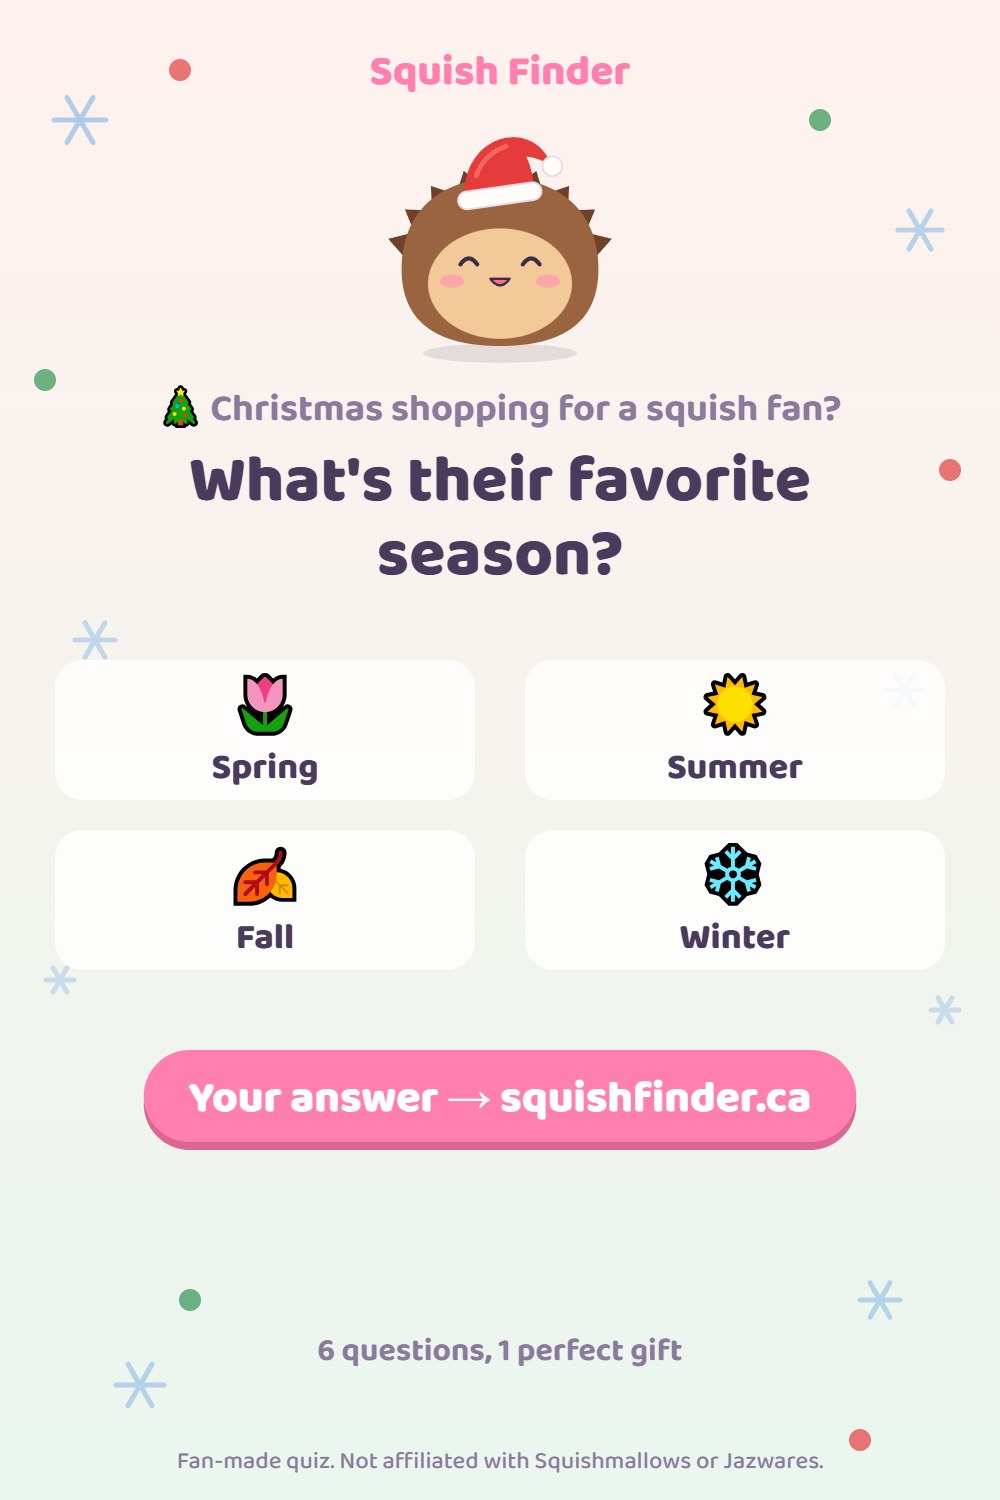 Squish Finder
Christmas shopping for a squish fan?
What's their favorite
season?
Spring
Summer
Fall
Winter
Your answer → squishfinder.ca
6 questions, 1 perfect gift
Fan-made quiz. Not affiliated with Squishmallows or Jazwares.